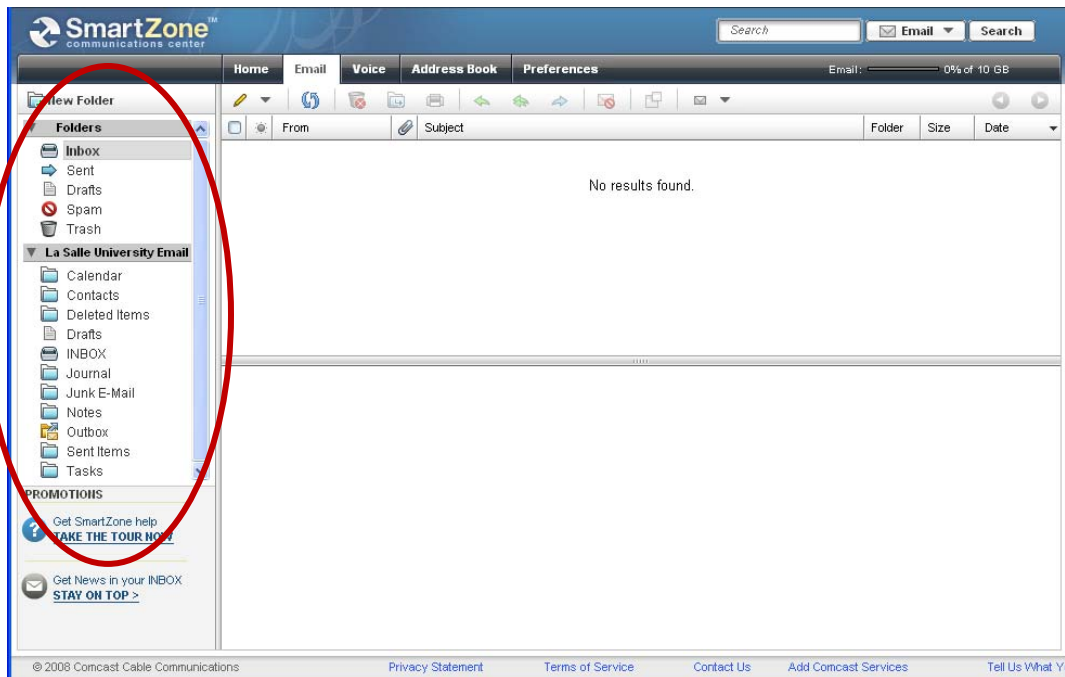 SmartZone™
communications center
Search
Email
Search
Home Email Voice Address Book Preferences
Email: 0% of 10 GB
New Folder
Folders
Inbox
Sent
Drafts
Spam
Trash
La Salle University Email
Calendar
Contacts
Deleted Items
Drafts
INBOX
Journal
Junk E-Mail
Notes
Outbox
Sent Items
Tasks
PROMOTIONS
Get SmartZone help
TAKE THE TOUR NOW
Get News in your INBOX
STAY ON TOP >
From Subject Folder Size Date
No results found.
© 2008 Comcast Cable Communications Privacy Statement Terms of Service Contact Us Add Comcast Services Tell Us What Y